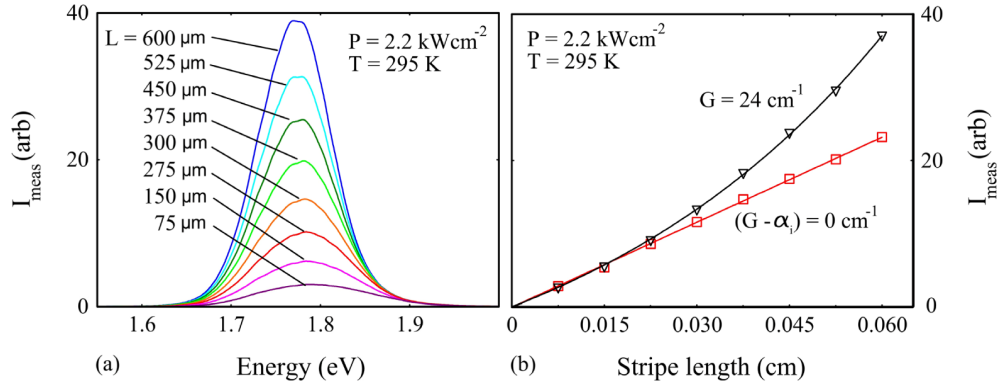 40
L = 600 µm
525 µm
450 µm
375 µm
300 µm
275 µm
150 µm
75 µm
P = 2.2 kWcm⁻²
T = 295 K
20
0
I_meas (arb)
1.6
1.7
1.8
1.9
(a)
Energy (eV)
P = 2.2 kWcm⁻²
T = 295 K
G = 24 cm⁻¹
(G - α_i) = 0 cm⁻¹
40
20
0
I_meas (arb)
0
0.015
0.030
0.045
0.060
(b)
Stripe length (cm)